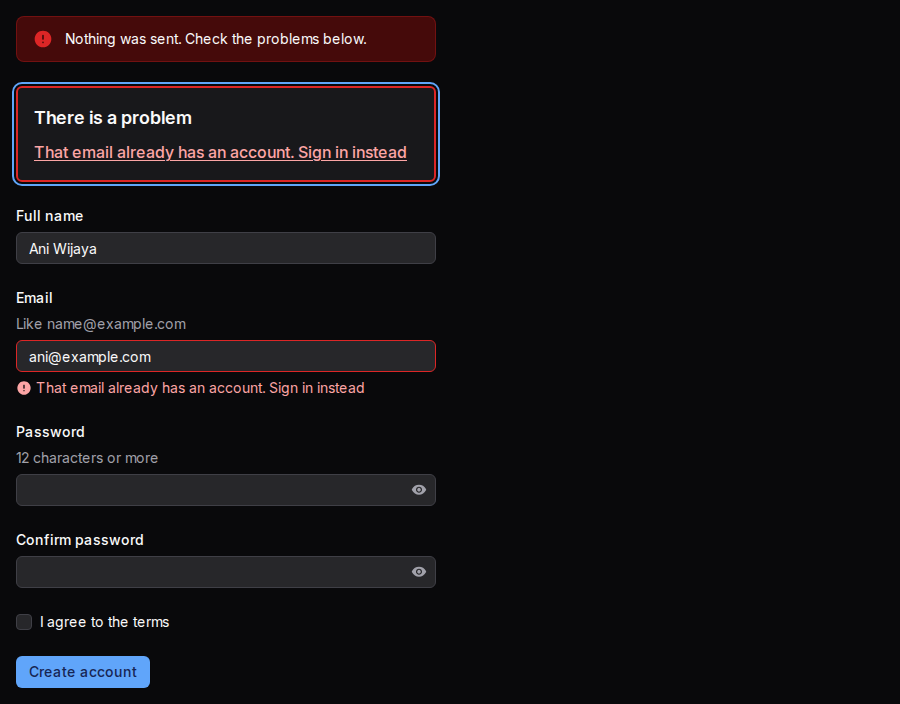 Nothing was sent. Check the problems below.
There is a problem
That email already has an account. Sign in instead
Full name
Ani Wijaya
Email
Like name@example.com
ani@example.com
That email already has an account. Sign in instead
Password
12 characters or more
Confirm password
I agree to the terms
Create account